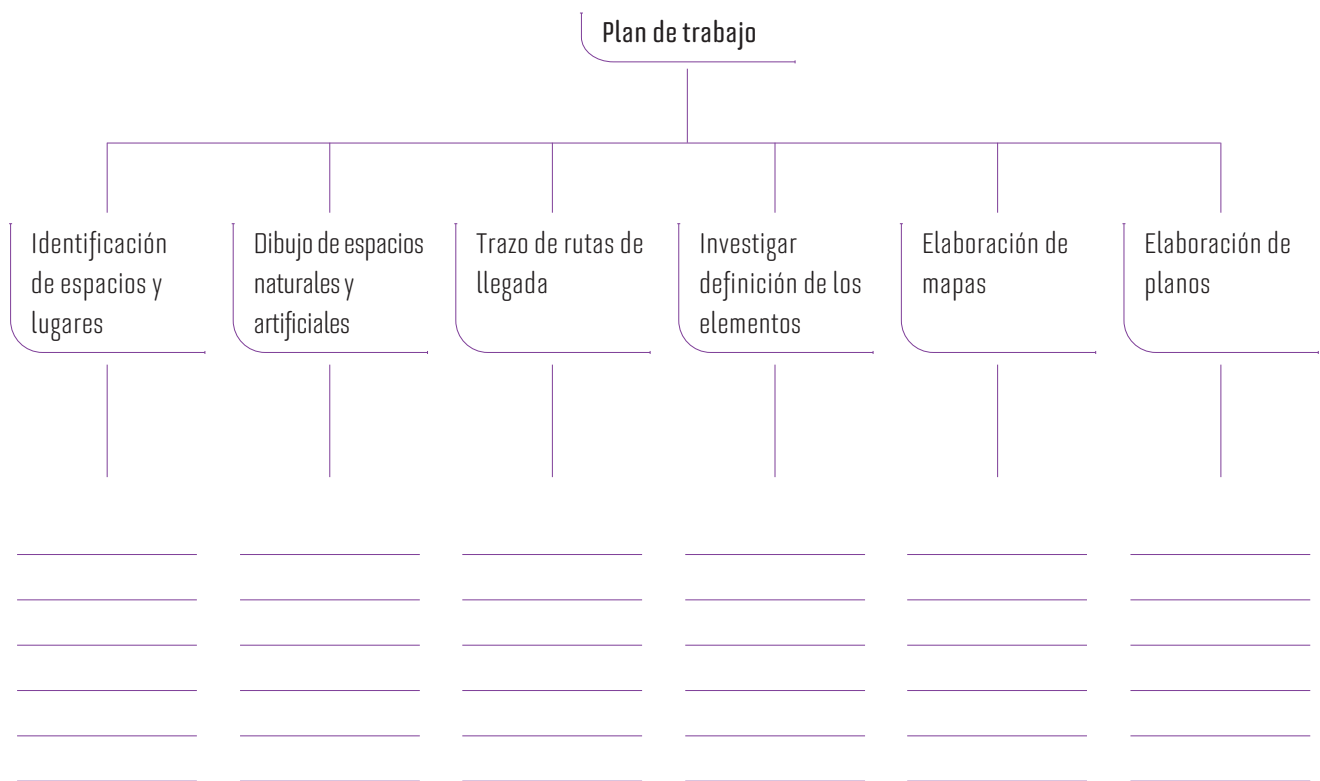 Plan de trabajo
Identificación
de espacios y
lugares
Dibujo de espacios
naturales y
artificiales
Trazo de rutas de
llegada
Investigar
definición de los
elementos
Elaboración de
mapas
Elaboración de
planos